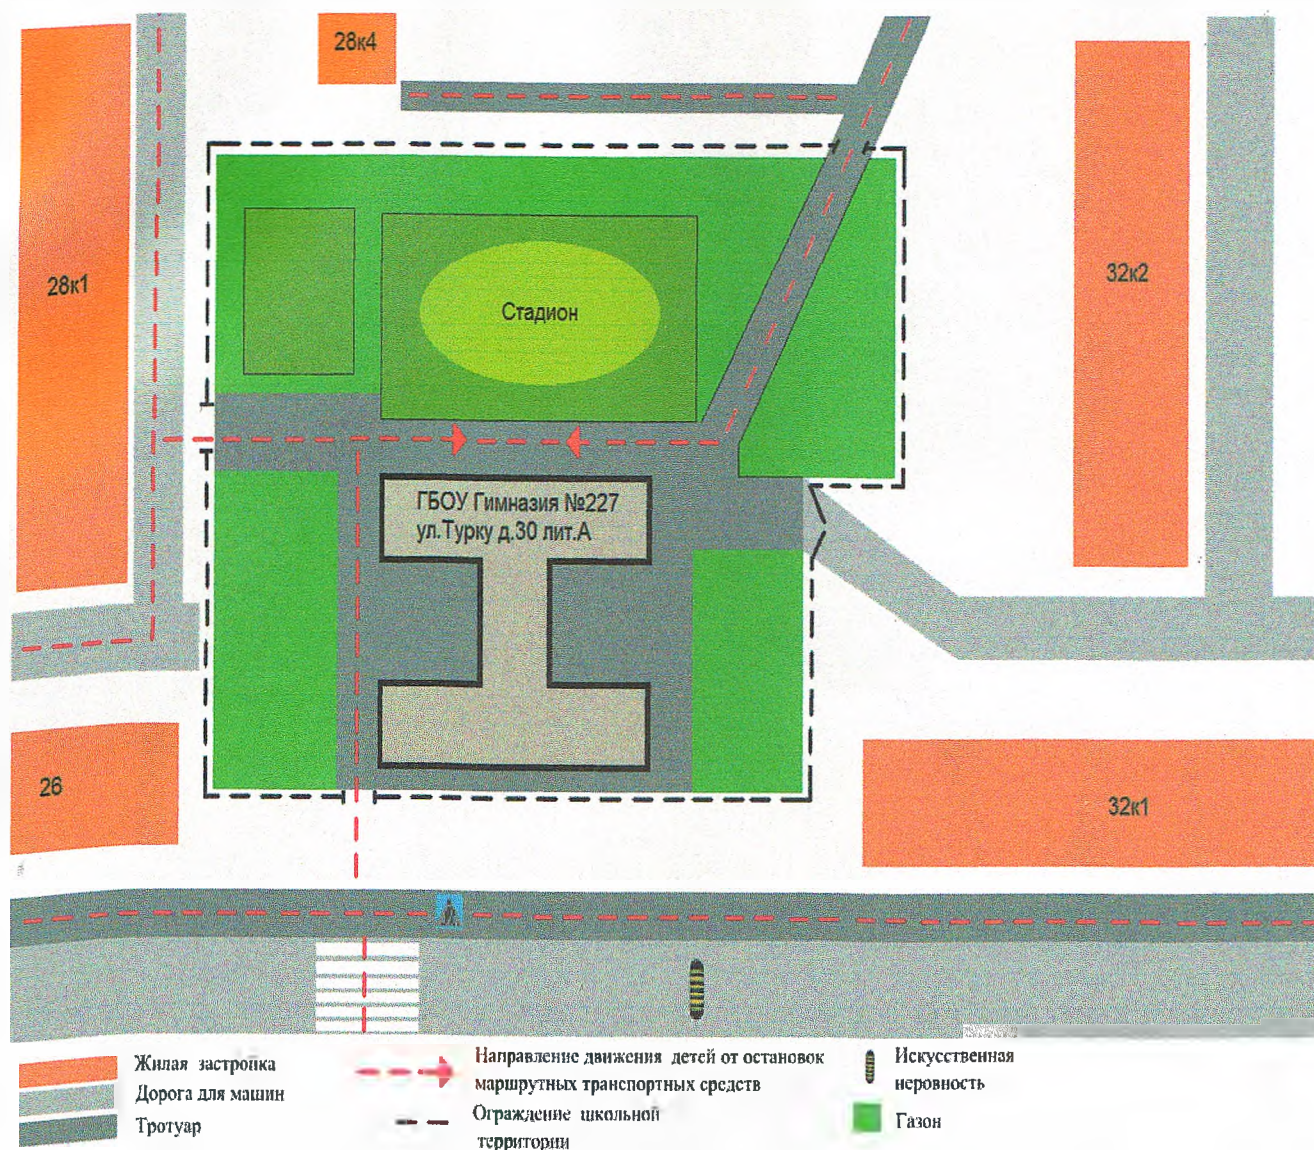 28к4
28к1
32к2
Стадион
ГБОУ Гимназия №227
ул.Турку д.30 лит.А
26
32к1
Жилая застройка
Дорога для машин
Тротуар
Направление движения детей от остановок
маршрутных транспортных средств
Ограждение школьной
территории
Искусственная
неровность
Газон